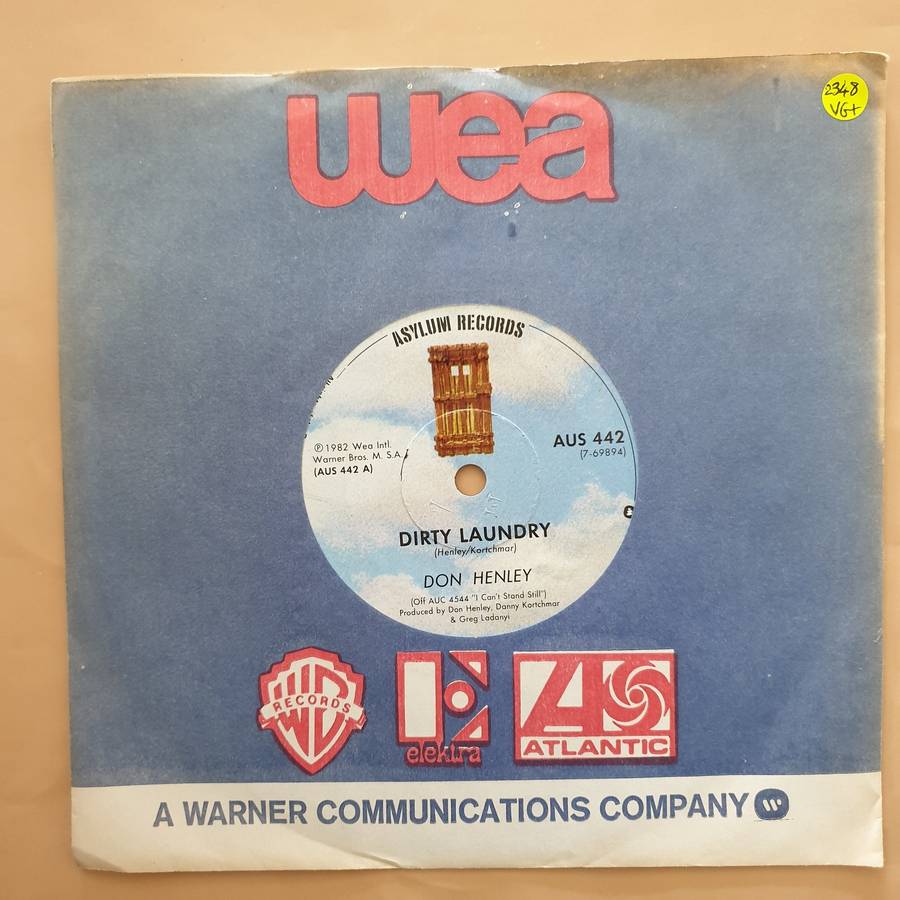 wea
2348
VG+
ASYLUM RECORDS
℗ 1982 Wea Intl.
Warner Bros. M. S.A.
(AUS 442 A)
AUS 442
(7-69894)
DIRTY LAUNDRY
(Henley/Kortchmar)
DON HENLEY
(Off AUC 4544 "I Can't Stand Still")
Produced by Don Henley, Danny Kortchmar
& Greg Ladanyi
WB
RECORDS
E
elektra
A
ATLANTIC
A WARNER COMMUNICATIONS COMPANY